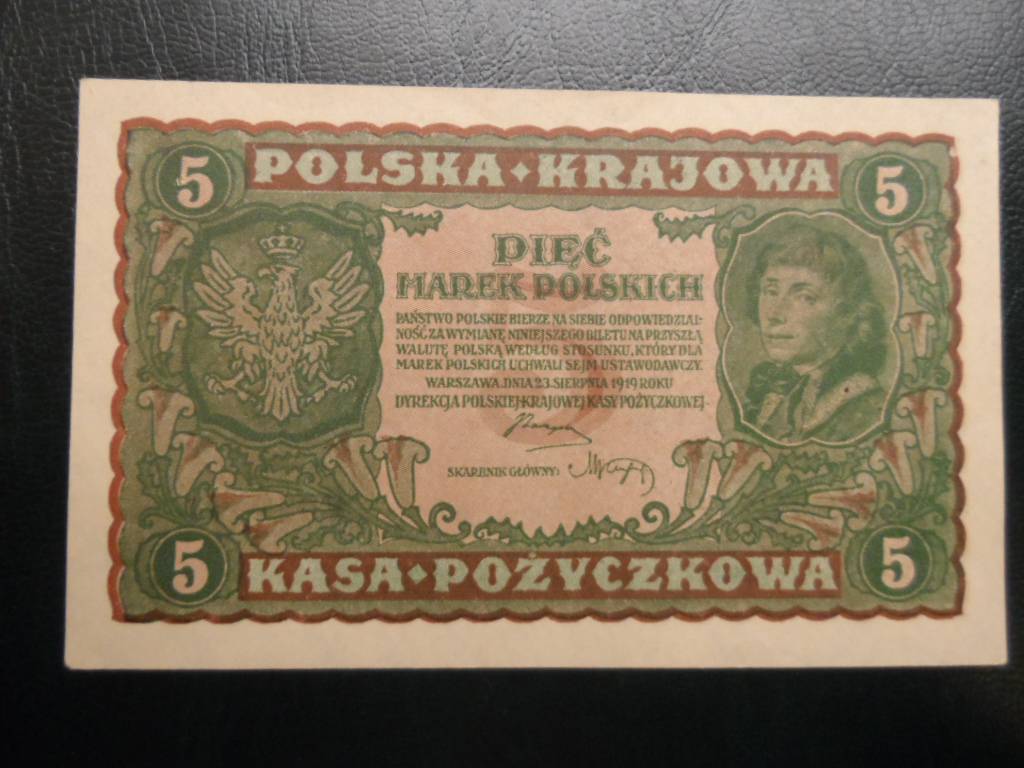 5 POLSKA KRAJOWA 5
PIĘĆ
MAREK POLSKICH
PAŃSTWO POLSKIE BIERZE NA SIEBIE ODPOWIEDZIAL-
NOŚĆ ZA WYMIANĘ NINIEJSZEGO BILETU NA PRZYSZŁĄ
WALUTĘ POLSKĄ WEDŁUG STOSUNKU, KTÓRY DLA
MAREK POLSKICH UCHWALI SEJM USTAWODAWCZY.
WARSZAWA, DNIA 23. SIERPNIA 1919 ROKU
DYREKCJA POLSKIEJ KRAJOWEJ KASY POŻYCZKOWEJ
SKARBNIK GŁÓWNY:
5 KASA POŻYCZKOWA 5